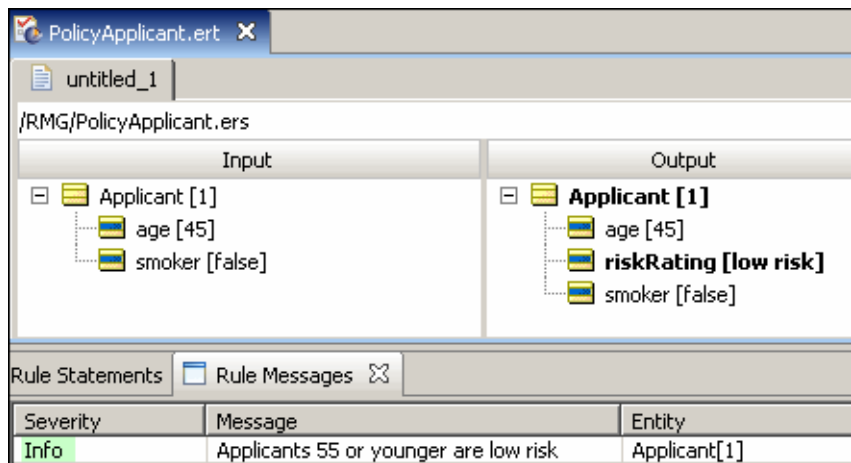 PolicyApplicant.ert
untitled_1
/RMG/PolicyApplicant.ers
Input Output
Applicant [1] Applicant [1]
age [45] age [45]
smoker [false] riskRating [low risk]
smoker [false]
Rule Statements Rule Messages
Severity Message Entity
Info Applicants 55 or younger are low risk Applicant[1]